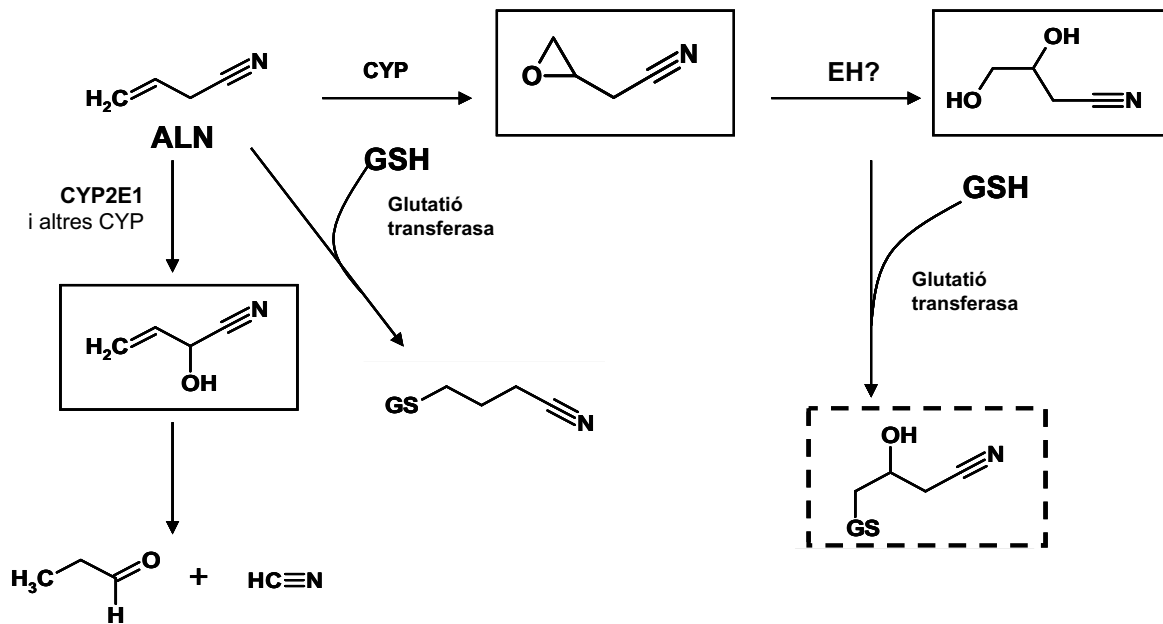 H₂C
N
ALN
CYP
O
N
EH?
OH
HO
N
CYP2E1
i altres CYP
GSH
Glutatió
transferasa
GSH
Glutatió
transferasa
H₂C
N
OH
GS
N
OH
N
GS
H₃C
O
H
+
HC≡N